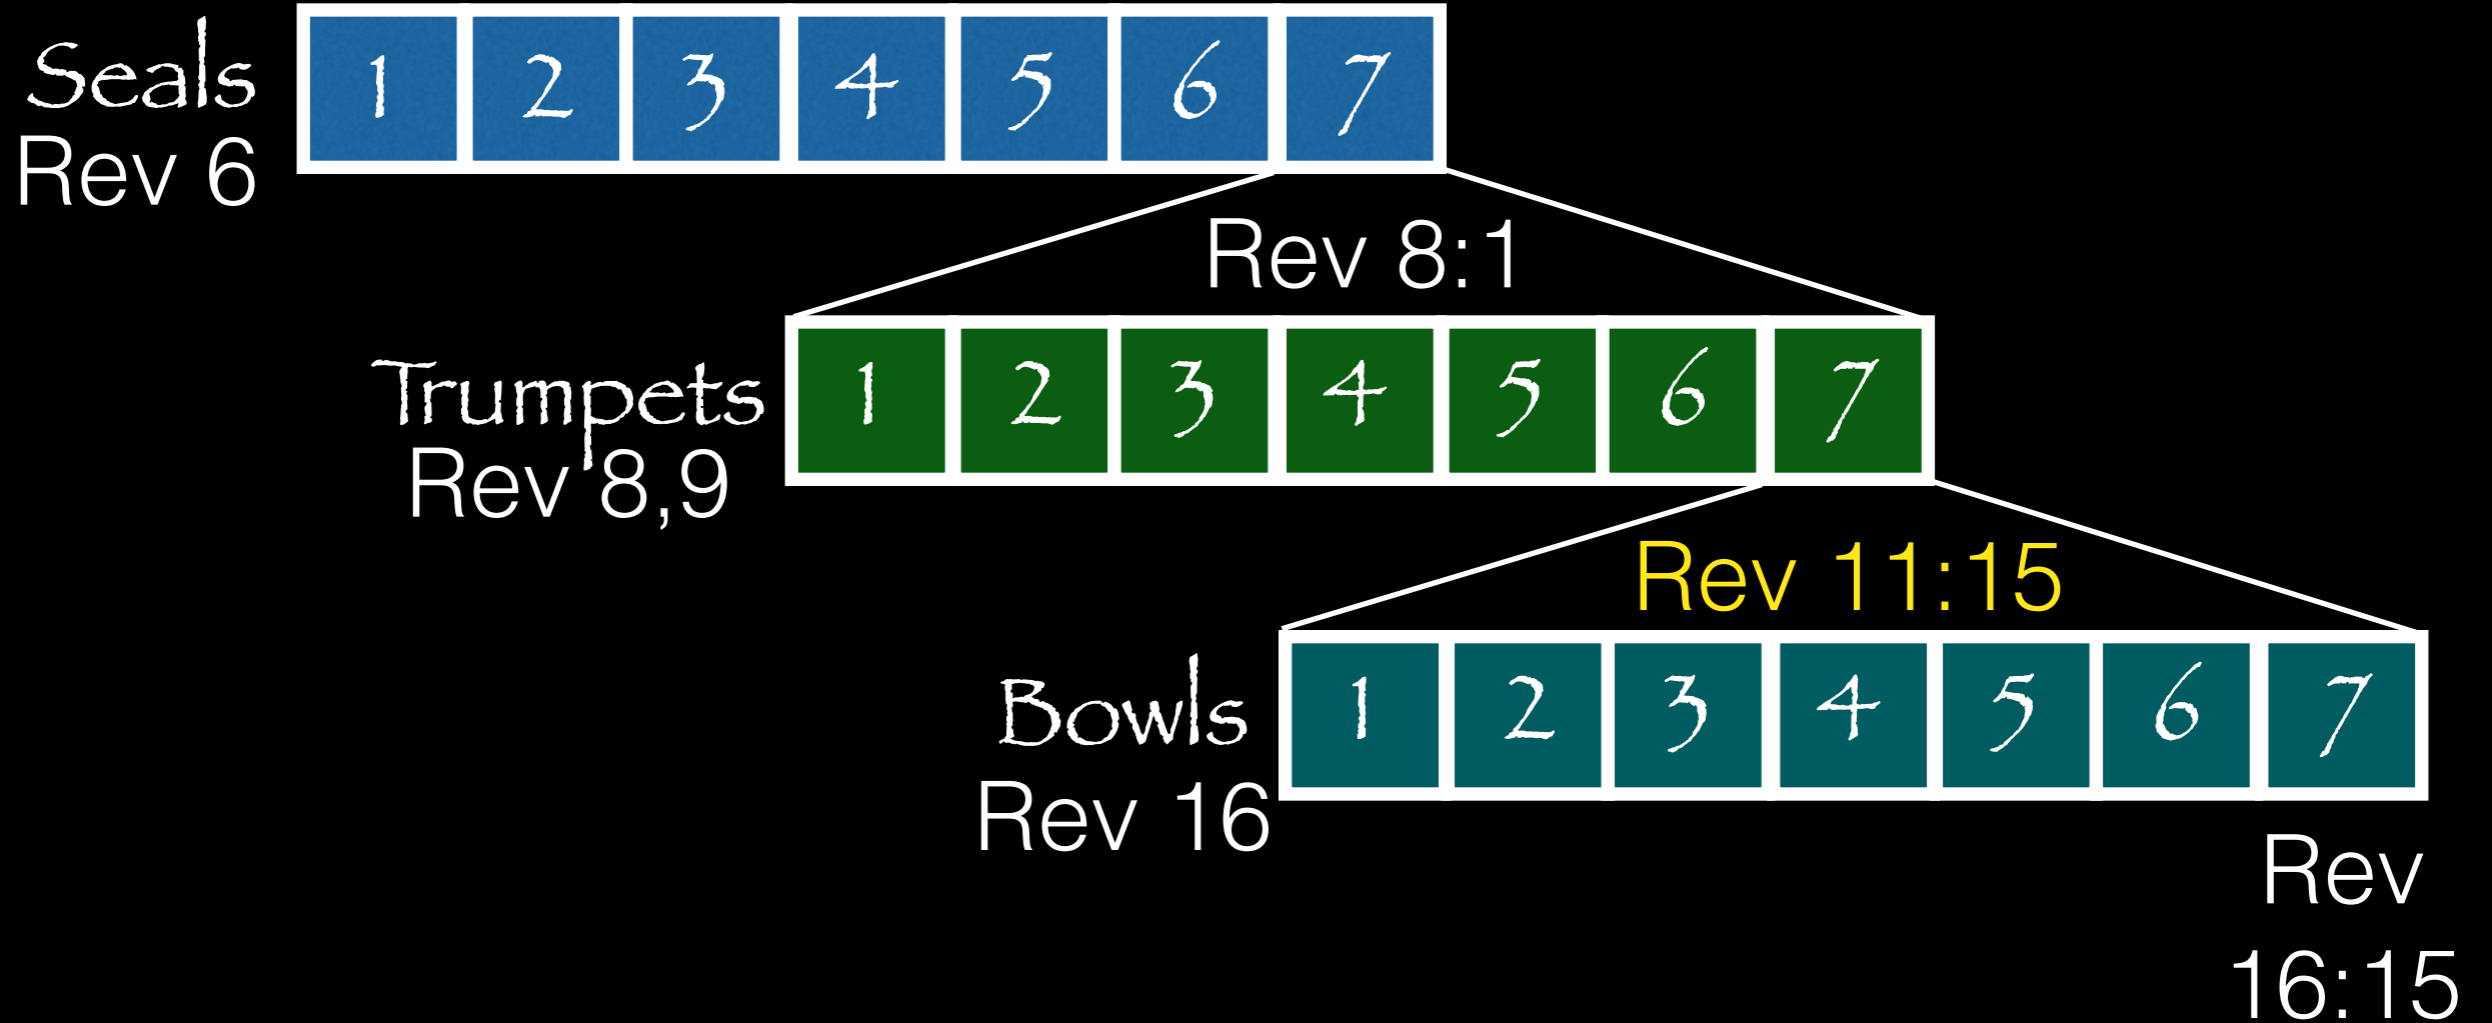 Seals 1 2 3 4 5 6 7
Rev 6
Rev 8:1
Trumpets 1 2 3 4 5 6 7
Rev 8,9
Rev 11:15
Bowls 1 2 3 4 5 6 7
Rev 16
Rev
16:15